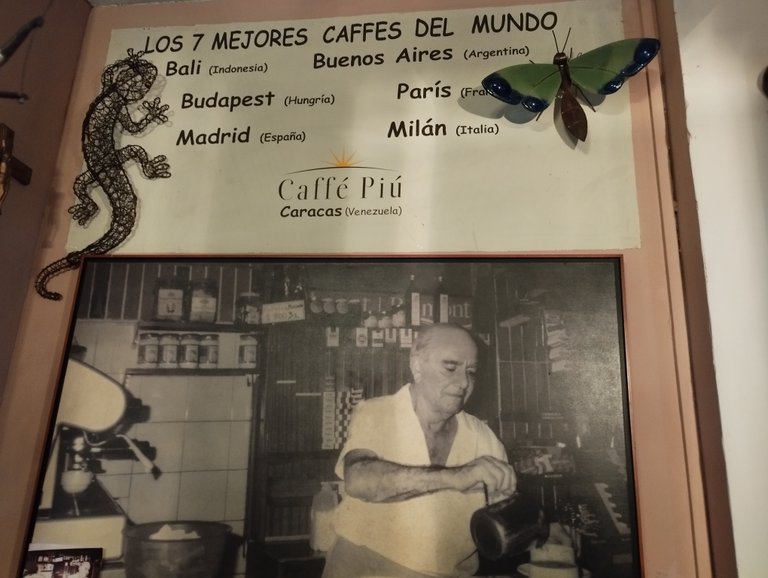 LOS 7 MEJORES CAFFES DEL MUNDO
Bali (Indonesia) Buenos Aires (Argentina)
Budapest (Hungría) París
Madrid (España) Milán (Italia)
Caffé Piú
Caracas (Venezuela)